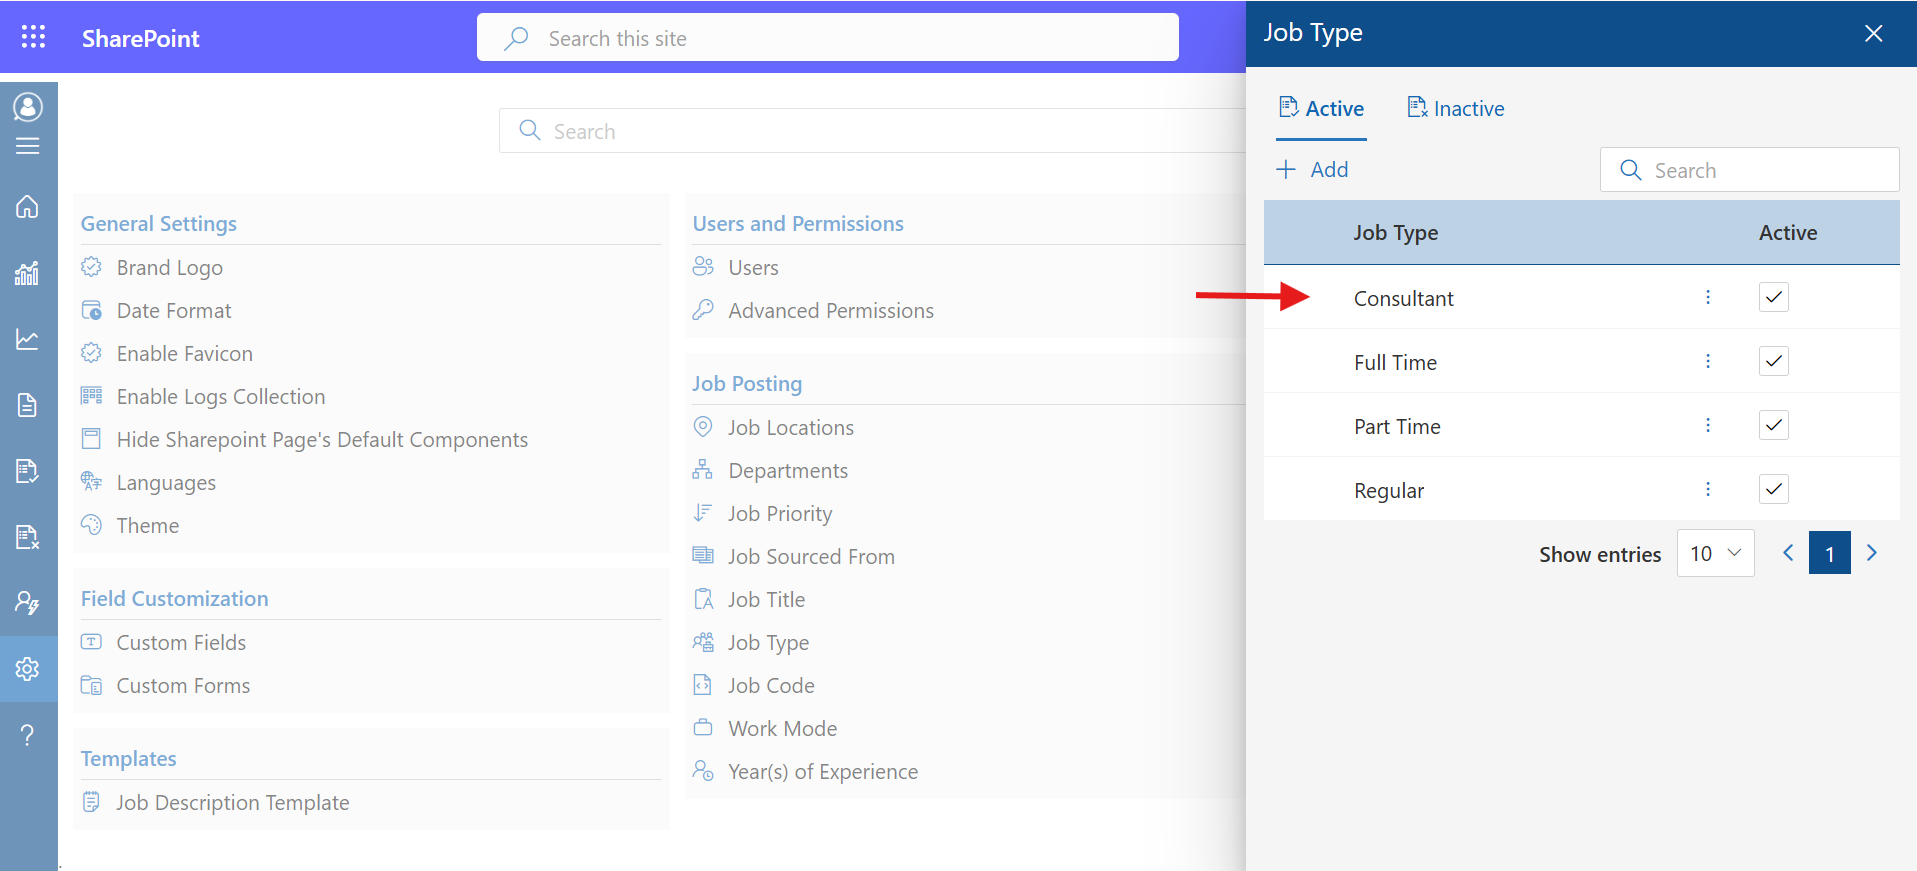 SharePoint
Search this site
Search
General Settings
Brand Logo
Date Format
Enable Favicon
Enable Logs Collection
Hide Sharepoint Page's Default Components
Languages
Theme
Field Customization
Custom Fields
Custom Forms
Templates
Job Description Template
Users and Permissions
Users
Advanced Permissions
Job Posting
Job Locations
Departments
Job Priority
Job Sourced From
Job Title
Job Type
Job Code
Work Mode
Year(s) of Experience
Job Type
Active Inactive
Add
Search
Job Type Active
Consultant
Full Time
Part Time
Regular
Show entries 10 1